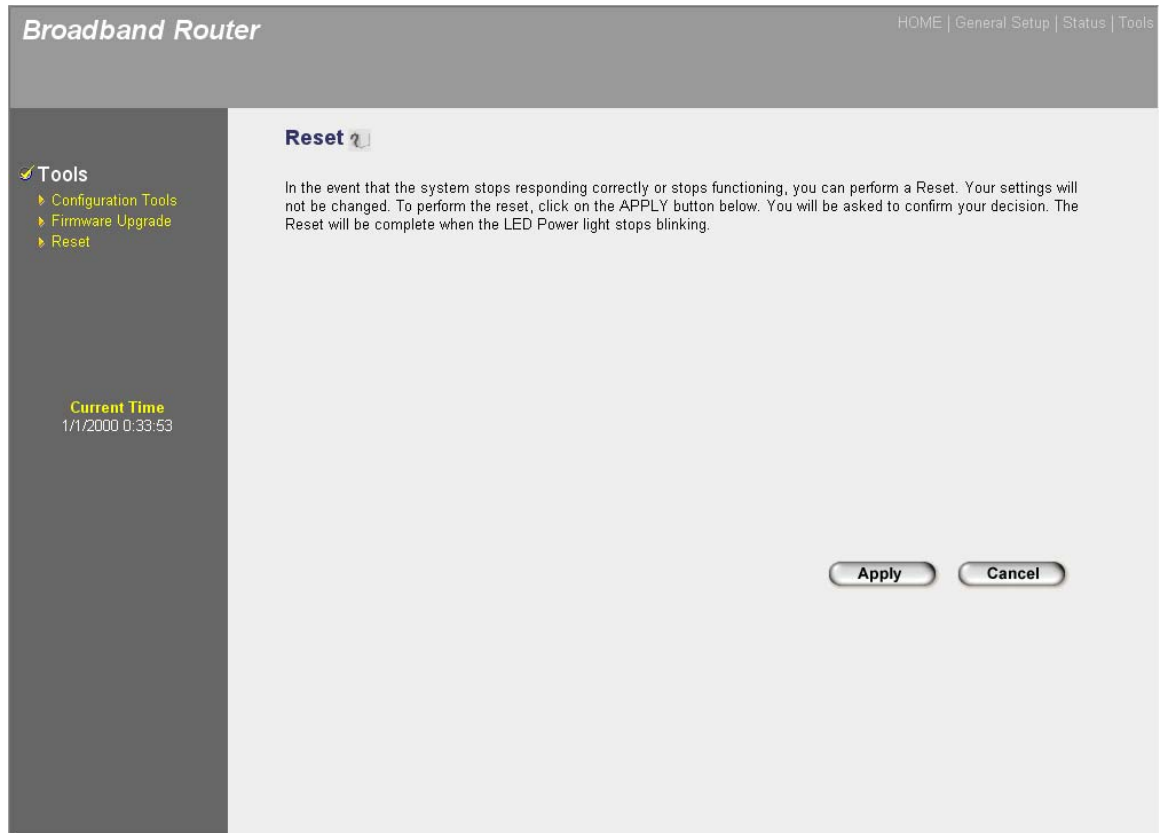 Broadband Router
HOME | General Setup | Status | Tools
Tools
Configuration Tools
Firmware Upgrade
Reset
Current Time
1/1/2000 0:33:53
Reset ?
In the event that the system stops responding correctly or stops functioning, you can perform a Reset. Your settings will
not be changed. To perform the reset, click on the APPLY button below. You will be asked to confirm your decision. The
Reset will be complete when the LED Power light stops blinking.
Apply Cancel